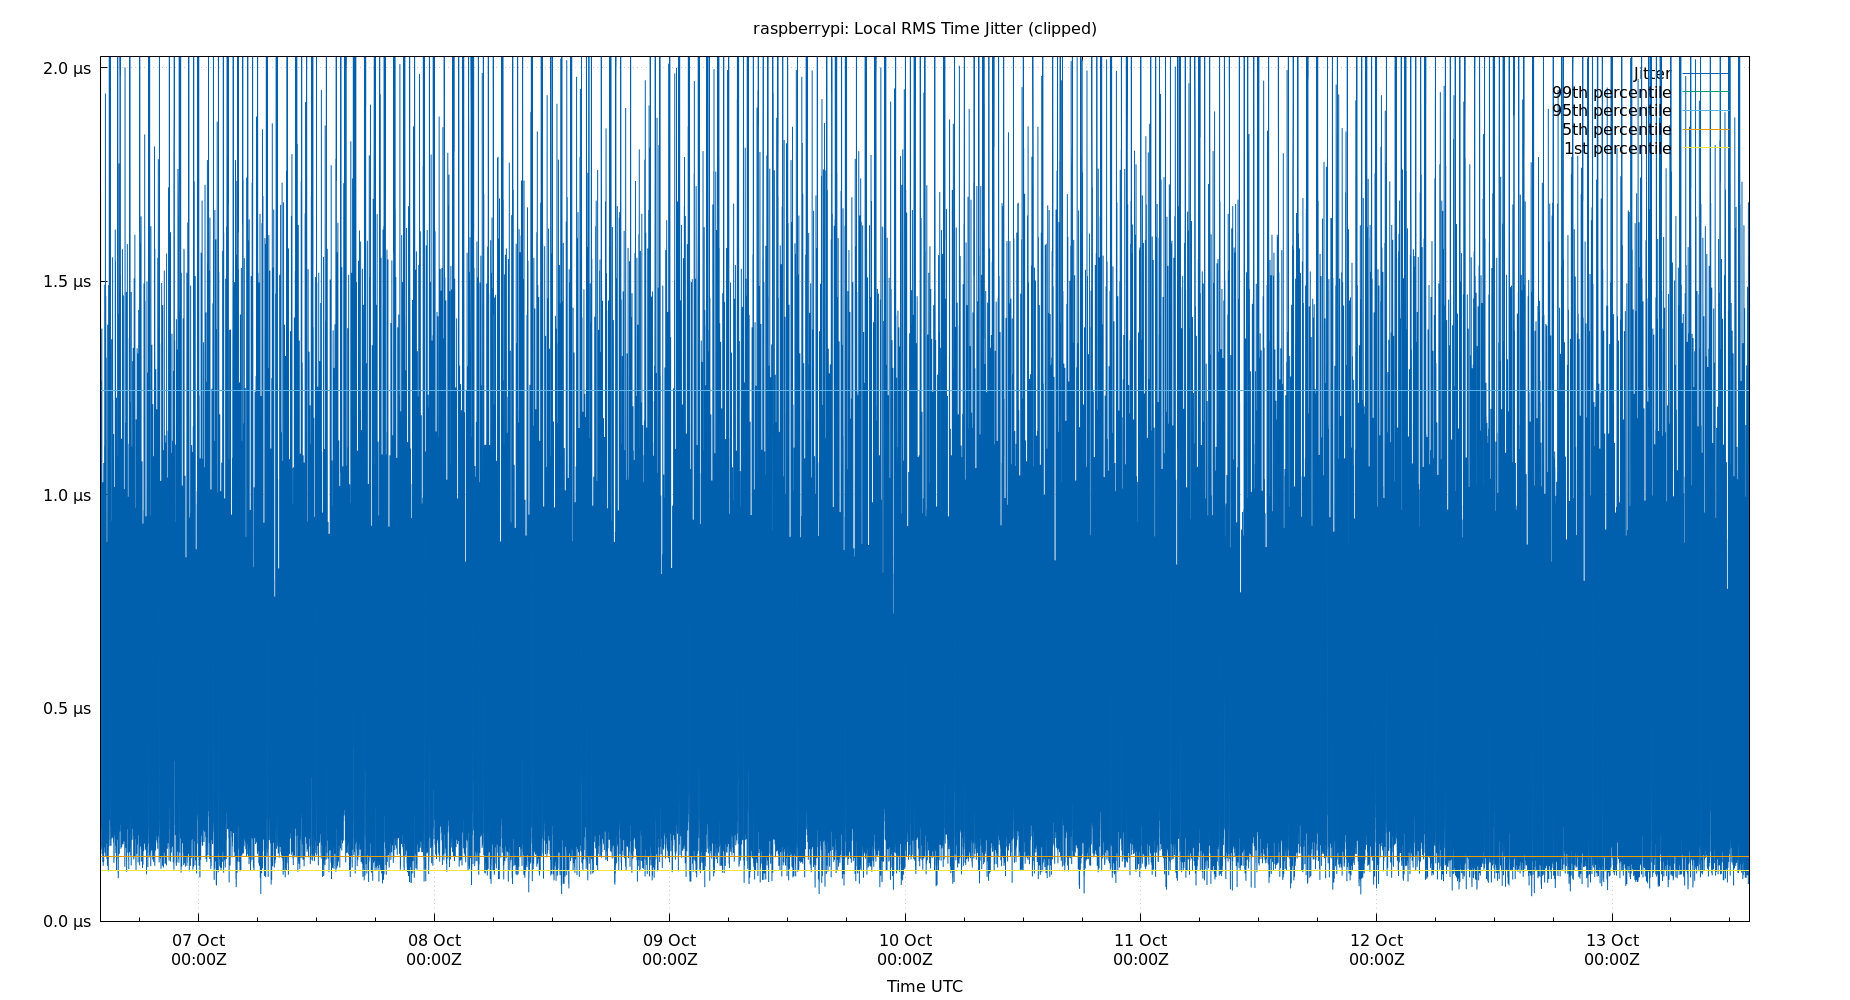 raspberrypi: Local RMS Time Jitter (clipped)
2.0 µs
1.5 µs
1.0 µs
0.5 µs
0.0 µs
Jitter
99th percentile
95th percentile
5th percentile
1st percentile
07 Oct
00:00Z
08 Oct
00:00Z
09 Oct
00:00Z
10 Oct
00:00Z
11 Oct
00:00Z
12 Oct
00:00Z
13 Oct
00:00Z
Time UTC